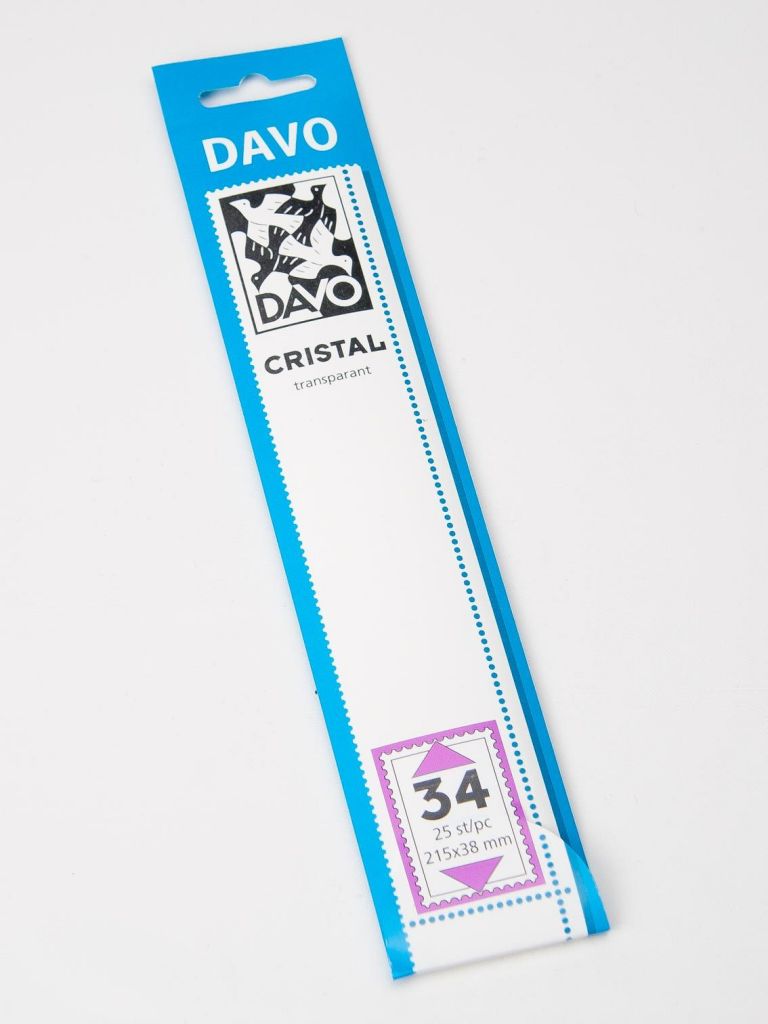 DAVO
DAVO
CRISTAL
transparant
34
25 st/pc
215x38 mm